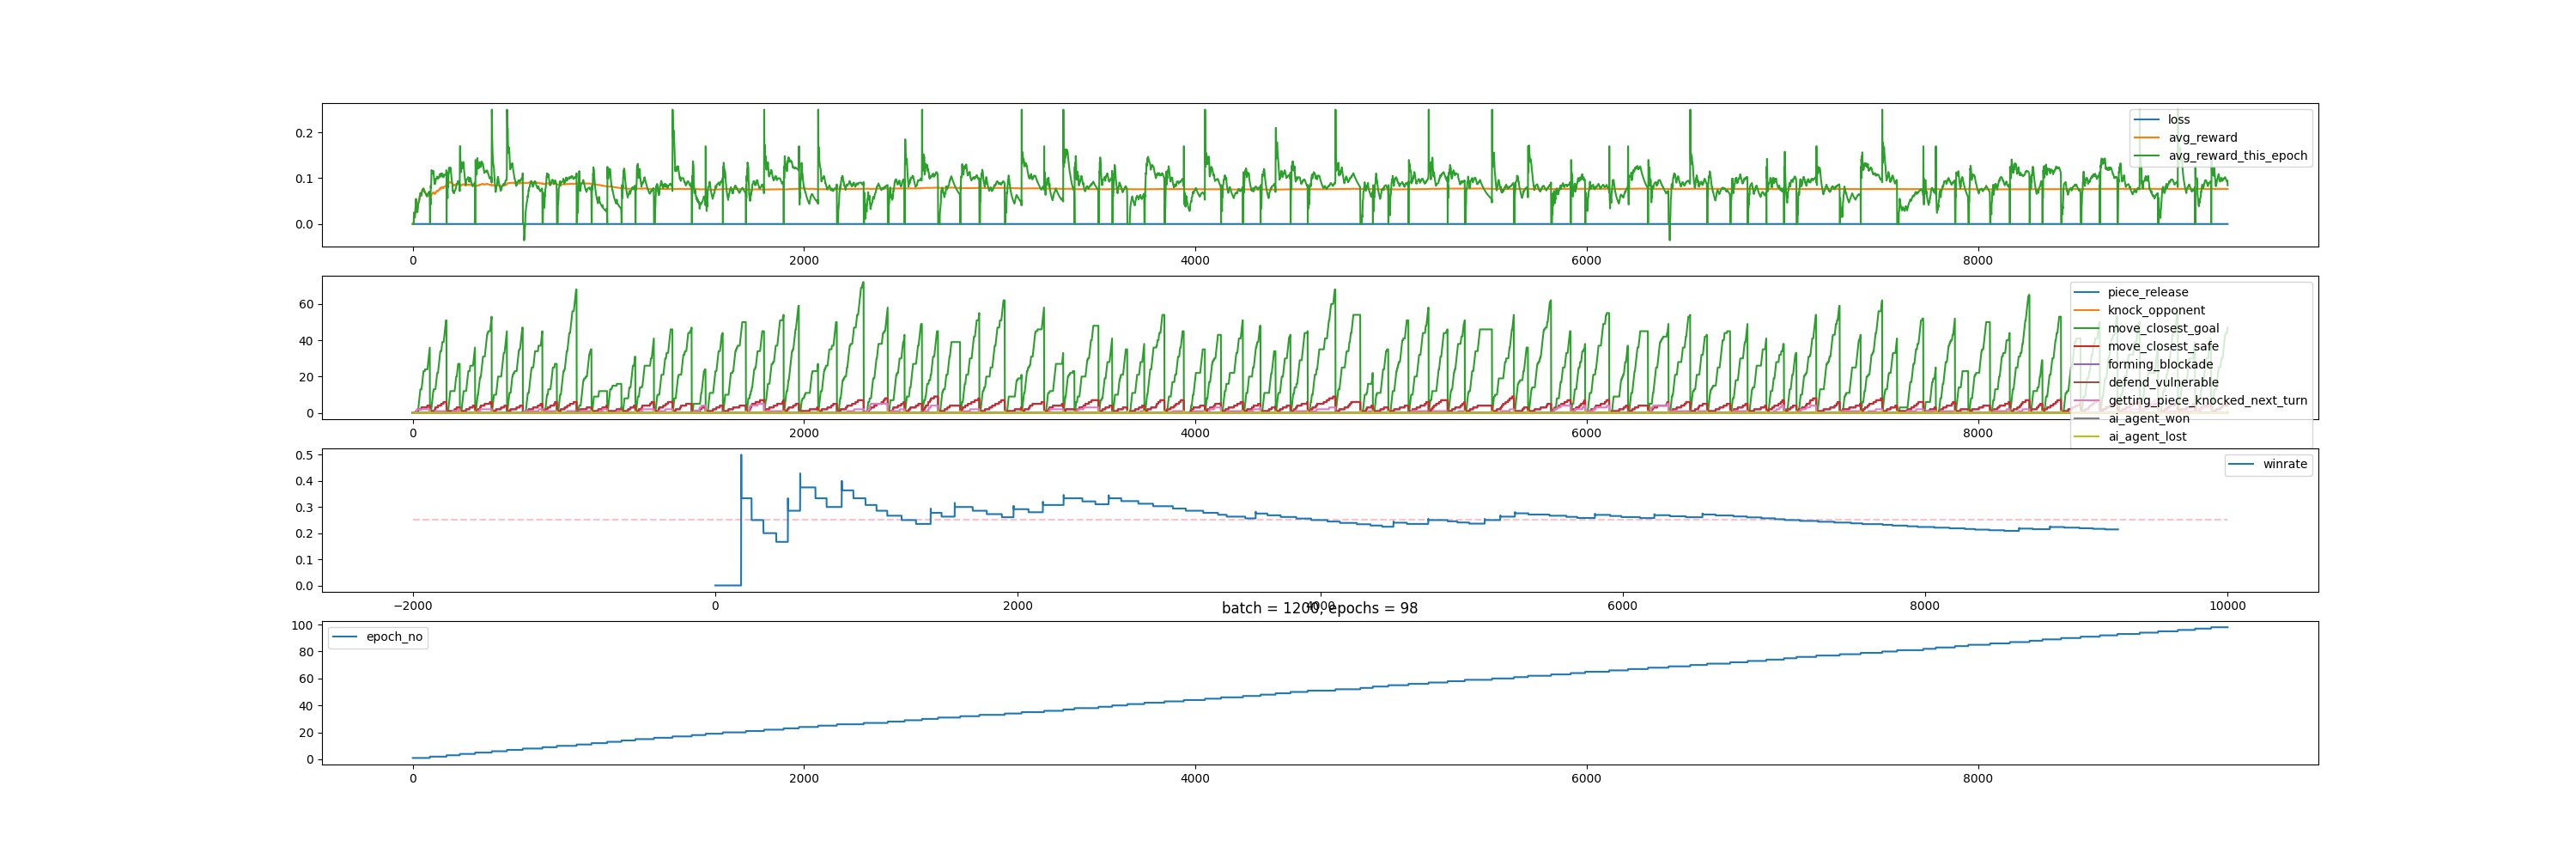 0.2
0.1
0.0
loss
avg_reward
avg_reward_this_epoch
0 2000 4000 6000 8000
60
40
20
0
piece_release
knock_opponent
move_closest_goal
move_closest_safe
forming_blockade
defend_vulnerable
getting_piece_knocked_next_turn
ai_agent_won
ai_agent_lost
0 2000 4000 6000 8000
0.5
0.4
0.3
0.2
0.1
0.0
winrate
−2000 0 2000 4000 6000 8000 10000
batch = 1200, epochs = 98
100
80
60
40
20
0
epoch_no
0 2000 4000 6000 8000